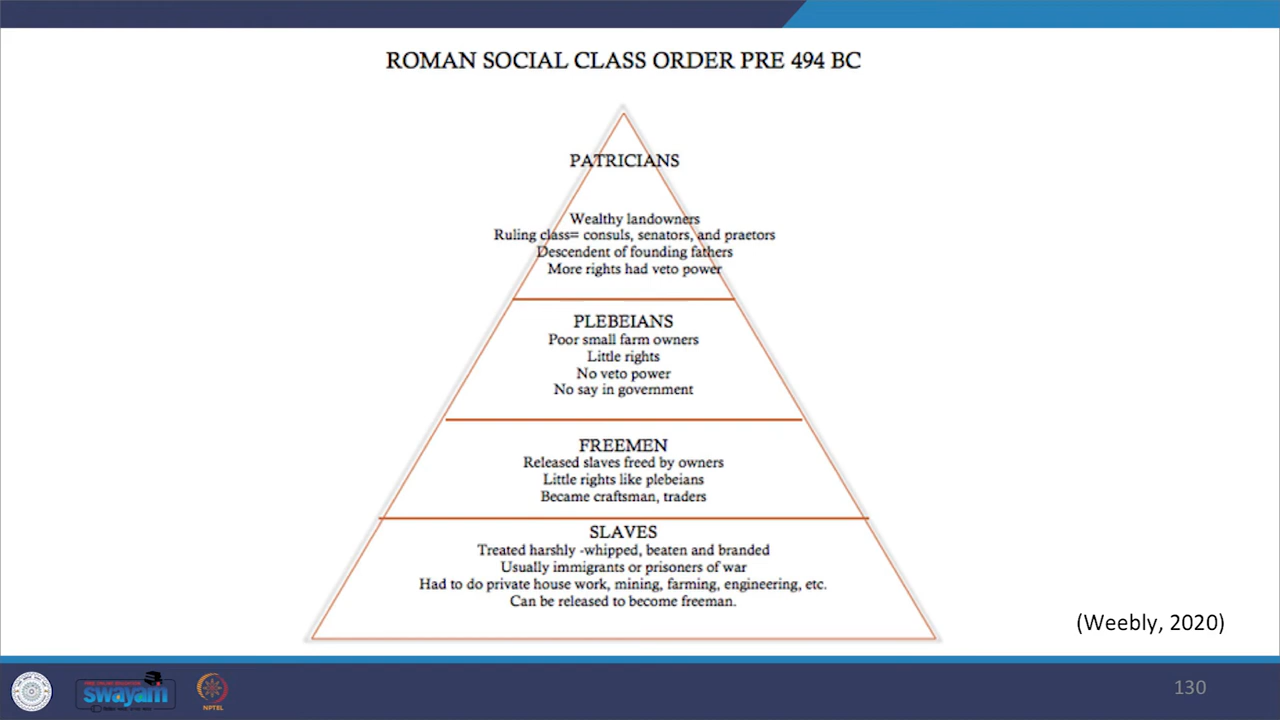 ROMAN SOCIAL CLASS ORDER PRE 494 BC
PATRICIANS
Wealthy landowners
Ruling class= consuls, senators, and praetors
Descendent of founding fathers
More rights had veto power
PLEBEIANS
Poor small farm owners
Little rights
No veto power
No say in government
FREEMEN
Released slaves freed by owners
Little rights like plebeians
Became craftsman, traders
SLAVES
Treated harshly -whipped, beaten and branded
Usually immigrants or prisoners of war
Had to do private house work, mining, farming, engineering, etc.
Can be released to become freeman.
(Weebly, 2020)
swayam
NPTEL
130